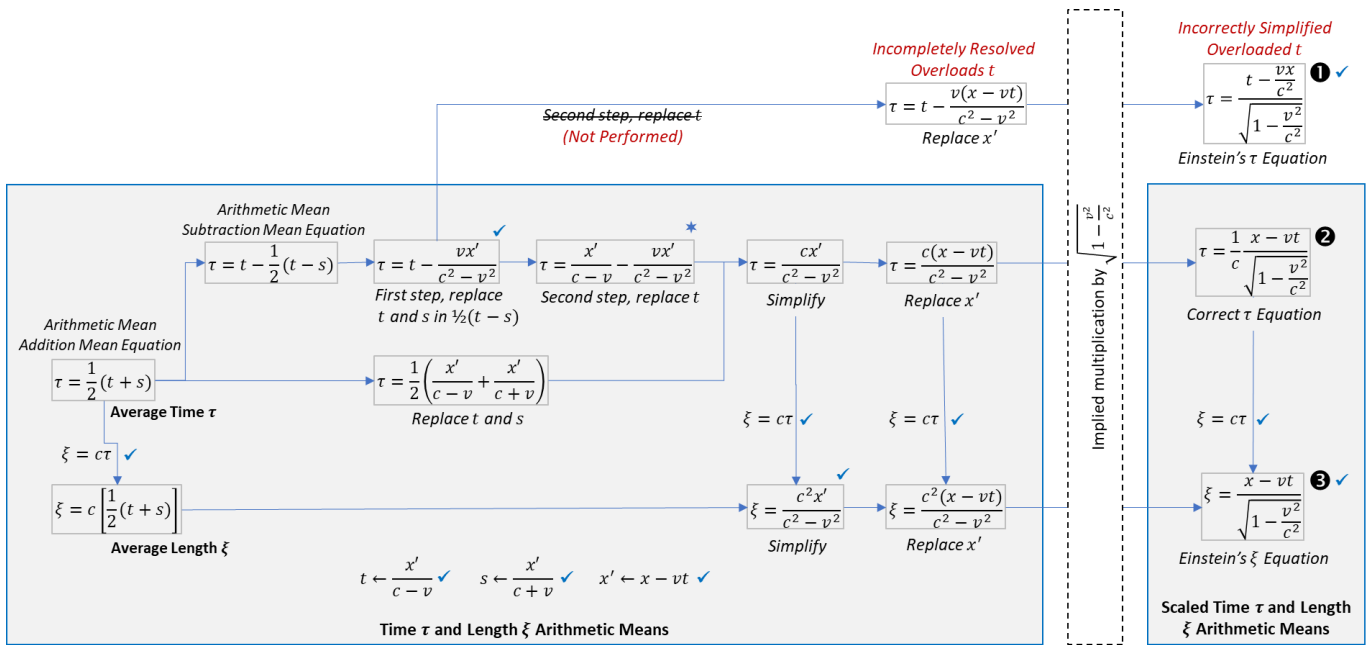 Incompletely Resolved
Overloads t
τ = t − v(x − vt) / (c² − v²)
Replace x′
Second step, replace t
(Not Performed)
Incorrectly Simplified
Overloaded t
τ = (t − vx/c²) / √(1 − v²/c²) ❶ ✓
Einstein's τ Equation
Implied multiplication by √(1 − v²/c²)
Arithmetic Mean
Subtraction Mean Equation
τ = t − 1/2 (t − s)
τ = t − vx′ / (c² − v²) ✓
First step, replace
t and s in ½(t − s)
τ = x′ / (c − v) − vx′ / (c² − v²) ✶
Second step, replace t
τ = cx′ / (c² − v²)
Simplify
τ = c(x − vt) / (c² − v²)
Replace x′
τ = 1/c (x − vt) / √(1 − v²/c²) ❷
Correct τ Equation
Arithmetic Mean
Addition Mean Equation
τ = 1/2 (t + s)
Average Time τ
τ = 1/2 (x′ / (c − v) + x′ / (c + v))
Replace t and s
ξ = cτ ✓
ξ = cτ ✓
ξ = cτ ✓
ξ = cτ ✓
ξ = c [1/2 (t + s)]
Average Length ξ
ξ = c²x′ / (c² − v²) ✓
Simplify
ξ = c²(x − vt) / (c² − v²)
Replace x′
ξ = (x − vt) / √(1 − v²/c²) ❸ ✓
Einstein's ξ Equation
t ← x′ / (c − v) ✓ s ← x′ / (c + v) ✓ x′ ← x − vt ✓
Time τ and Length ξ Arithmetic Means
Scaled Time τ and Length
ξ Arithmetic Means